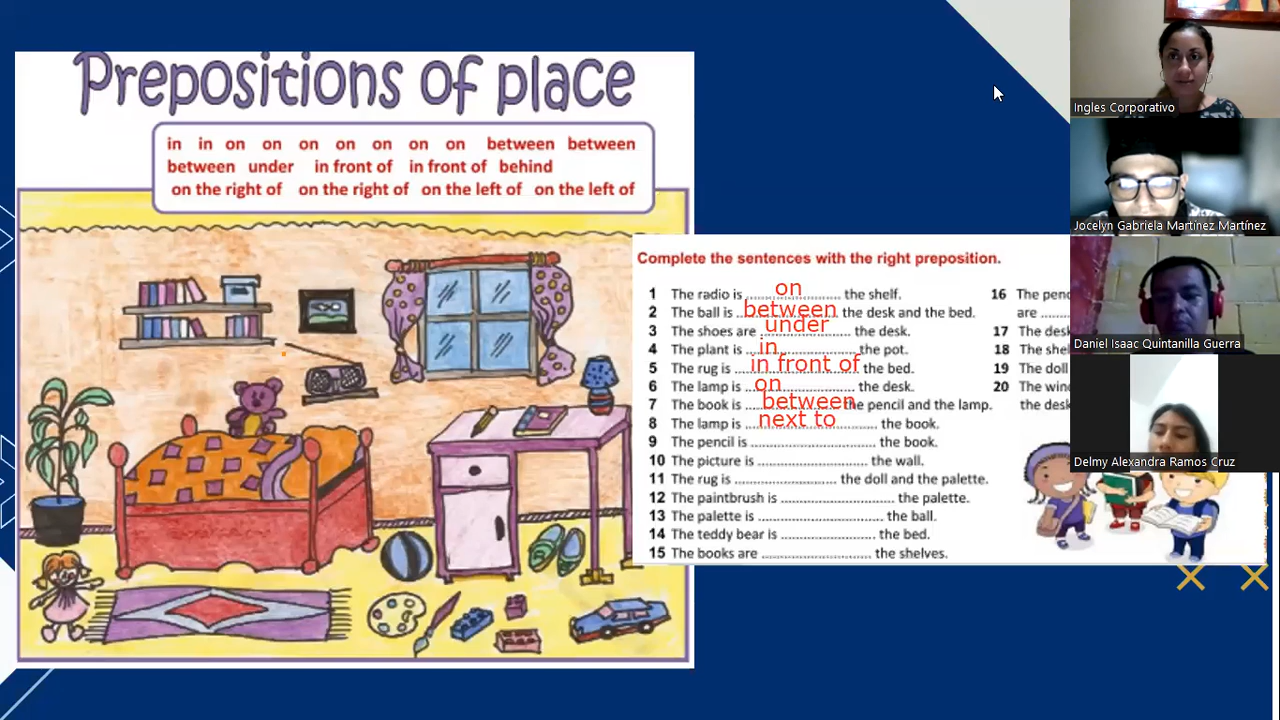 Prepositions of place
in in on on on on on on on between between
between under in front of in front of behind
on the right of on the right of on the left of on the left of
Complete the sentences with the right preposition.
1 The radio is on the shelf.
2 The ball is between the desk and the bed.
3 The shoes are under the desk.
4 The plant is in the pot.
5 The rug is in front of the bed.
6 The lamp is on the desk.
7 The book is between the pencil and the lamp.
8 The lamp is next to the book.
9 The pencil is ........................... the book.
10 The picture is ........................ the wall.
11 The rug is ........................ the doll and the palette.
12 The paintbrush is ........................ the palette.
13 The palette is ........................... the ball.
14 The teddy bear is ..................... the bed.
15 The books are ........................ the shelves.
16 The
are ......
17 The
18 The
19 The doll
20 The
the
Ingles Corporativo
Jocelyn Gabriela Martínez Martínez
Daniel Isaac Quintanilla Guerra
Delmy Alexandra Ramos Cruz